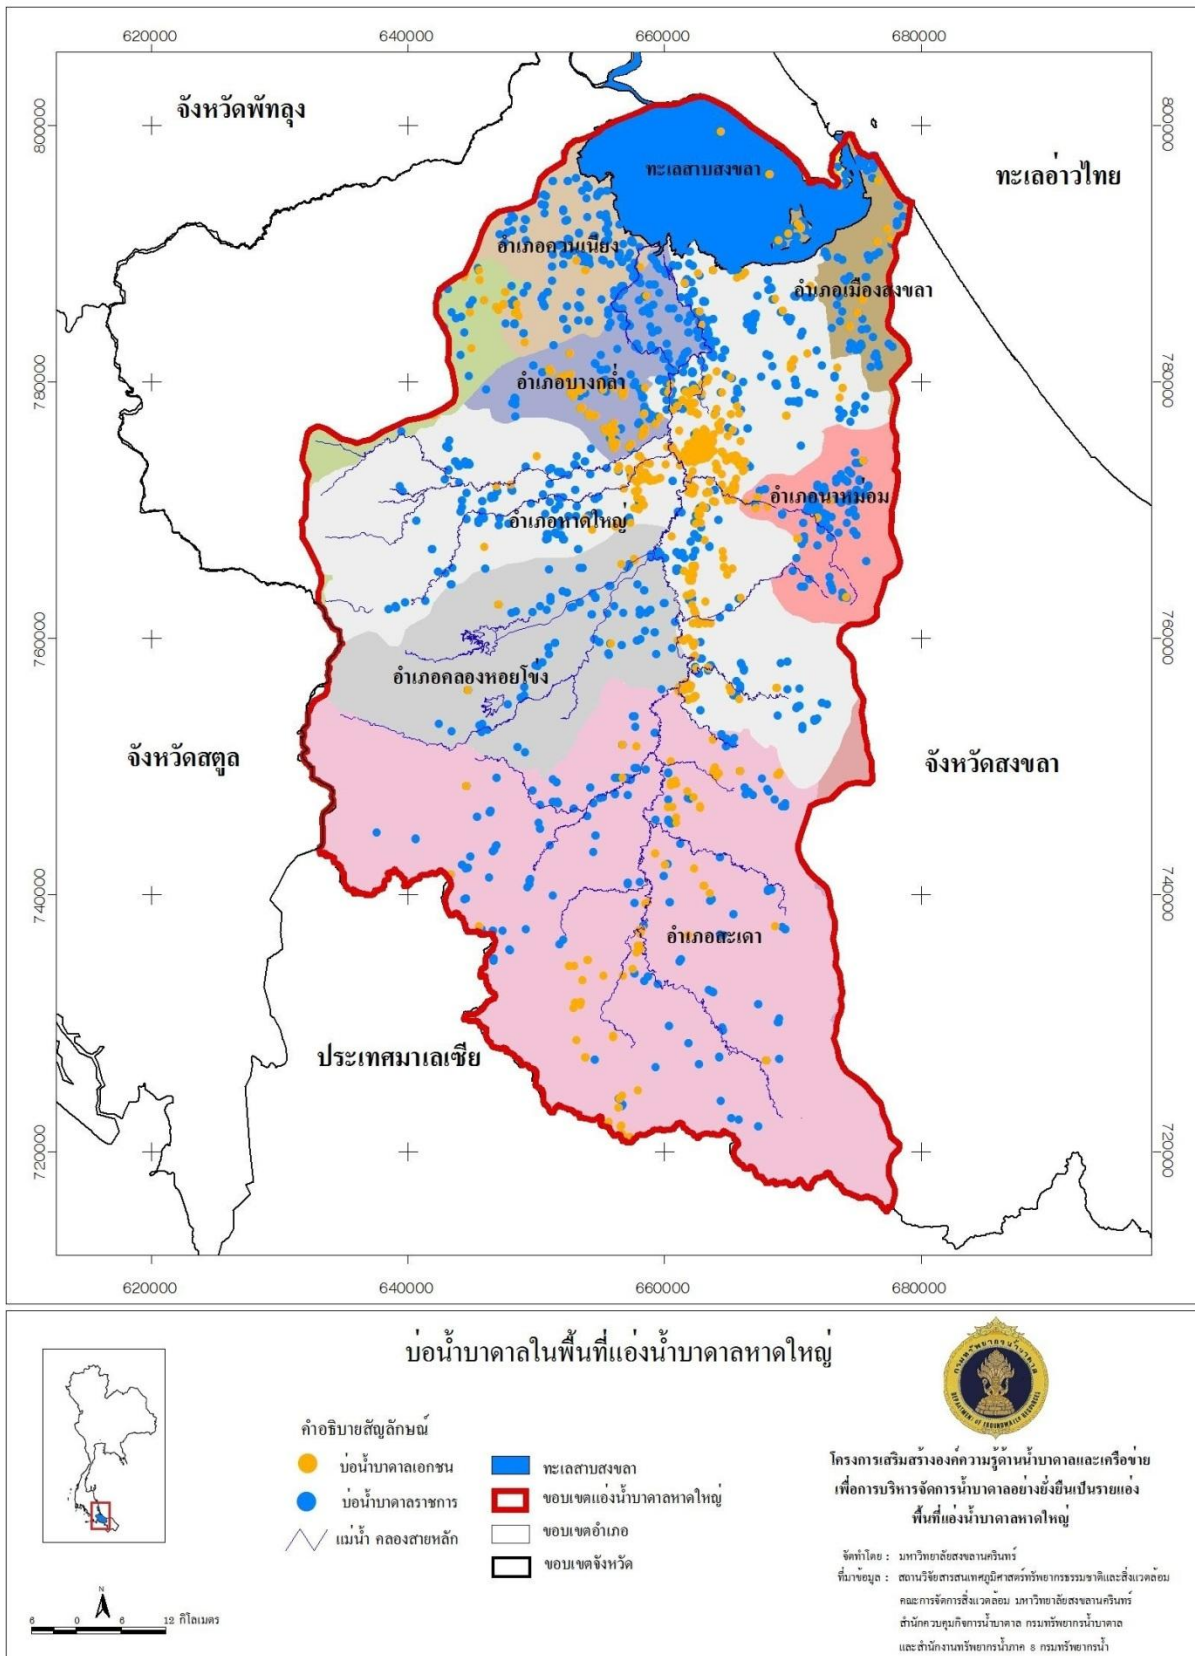 620000 640000 660000 680000
800000 800000
780000 780000
760000 760000
740000 740000
720000 720000
จังหวัดพัทลุง
ทะเลสาบสงขลา
ทะเลอ่าวไทย
อำเภอควนเนียง
อำเภอเมืองสงขลา
อำเภอบางกล่ำ
อำเภอนาหม่อม
อำเภอหาดใหญ่
อำเภอคลองหอยโข่ง
จังหวัดสตูล
จังหวัดสงขลา
อำเภอสะเดา
ประเทศมาเลเซีย
620000 640000 660000 680000
บ่อน้ำบาดาลในพื้นที่แอ่งน้ำบาดาลหาดใหญ่
คำอธิบายสัญลักษณ์
บ่อน้ำบาดาลเอกชน
บ่อน้ำบาดาลราชการ
แม่น้ำ คลองสายหลัก
ทะเลสาบสงขลา
ขอบเขตแอ่งน้ำบาดาลหาดใหญ่
ขอบเขตอำเภอ
ขอบเขตจังหวัด
N
6 0 6 12 กิโลเมตร
กรมทรัพยากรน้ำบาดาล
DEPARTMENT OF GROUNDWATER RESOURCES
โครงการเสริมสร้างองค์ความรู้ด้านน้ำบาดาลและเครือข่าย
เพื่อการบริหารจัดการน้ำบาดาลอย่างยั่งยืนเป็นรายแอ่ง
พื้นที่แอ่งน้ำบาดาลหาดใหญ่
จัดทำโดย : มหาวิทยาลัยสงขลานครินทร์
ที่มาข้อมูล : สถานวิจัยสารสนเทศภูมิศาสตร์ทรัพยากรธรรมชาติและสิ่งแวดล้อม
คณะการจัดการสิ่งแวดล้อม มหาวิทยาลัยสงขลานครินทร์
สำนักควบคุมกิจการน้ำบาดาล กรมทรัพยากรน้ำบาดาล
และสำนักงานทรัพยากรน้ำภาค 8 กรมทรัพยากรน้ำ